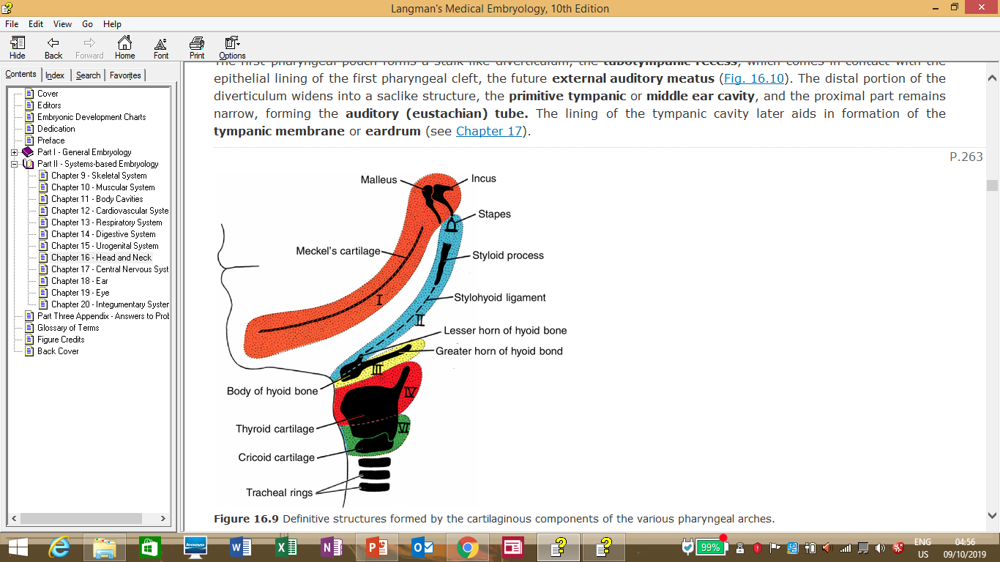 Langman's Medical Embryology, 10th Edition
File Edit View Go Help
Hide Back Forward Home Font Print Options
Contents Index Search Favorites
Cover
Editors
Embryonic Development Charts
Dedication
Preface
Part I - General Embryology
Part II - Systems-based Embryology
Chapter 9 - Skeletal System
Chapter 10 - Muscular System
Chapter 11 - Body Cavities
Chapter 12 - Cardiovascular Syste
Chapter 13 - Respiratory System
Chapter 14 - Digestive System
Chapter 15 - Urogenital System
Chapter 16 - Head and Neck
Chapter 17 - Central Nervous Syst
Chapter 18 - Ear
Chapter 19 - Eye
Chapter 20 - Integumentary System
Part Three Appendix - Answers to Prob
Glossary of Terms
Figure Credits
Back Cover
The first pharyngeal pouch forms a stalk-like diverticulum, the tubotympanic recess, which comes in contact with the
epithelial lining of the first pharyngeal cleft, the future external auditory meatus (Fig. 16.10). The distal portion of the
diverticulum widens into a saclike structure, the primitive tympanic or middle ear cavity, and the proximal part remains
narrow, forming the auditory (eustachian) tube. The lining of the tympanic cavity later aids in formation of the
tympanic membrane or eardrum (see Chapter 17).
P.263
Malleus
Incus
Stapes
Meckel's cartilage
Styloid process
I
Stylohyoid ligament
II
Lesser horn of hyoid bone
Greater horn of hyoid bond
III
Body of hyoid bone
IV
Thyroid cartilage
VI
Cricoid cartilage
Tracheal rings
Figure 16.9 Definitive structures formed by the cartilaginous components of the various pharyngeal arches.
lenovo
99%
ENG
US
04:56
09/10/2019